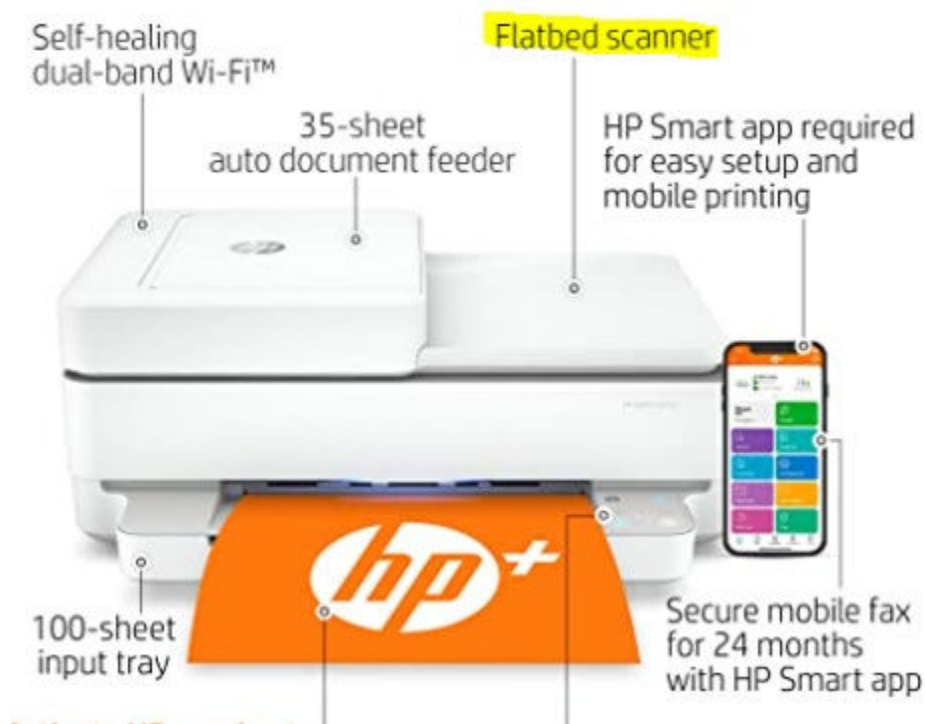 Self-healing
dual-band Wi-Fi™
Flatbed scanner
35-sheet
auto document feeder
HP Smart app required
for easy setup and
mobile printing
hp
hp+
100-sheet
input tray
Secure mobile fax
for 24 months
with HP Smart app